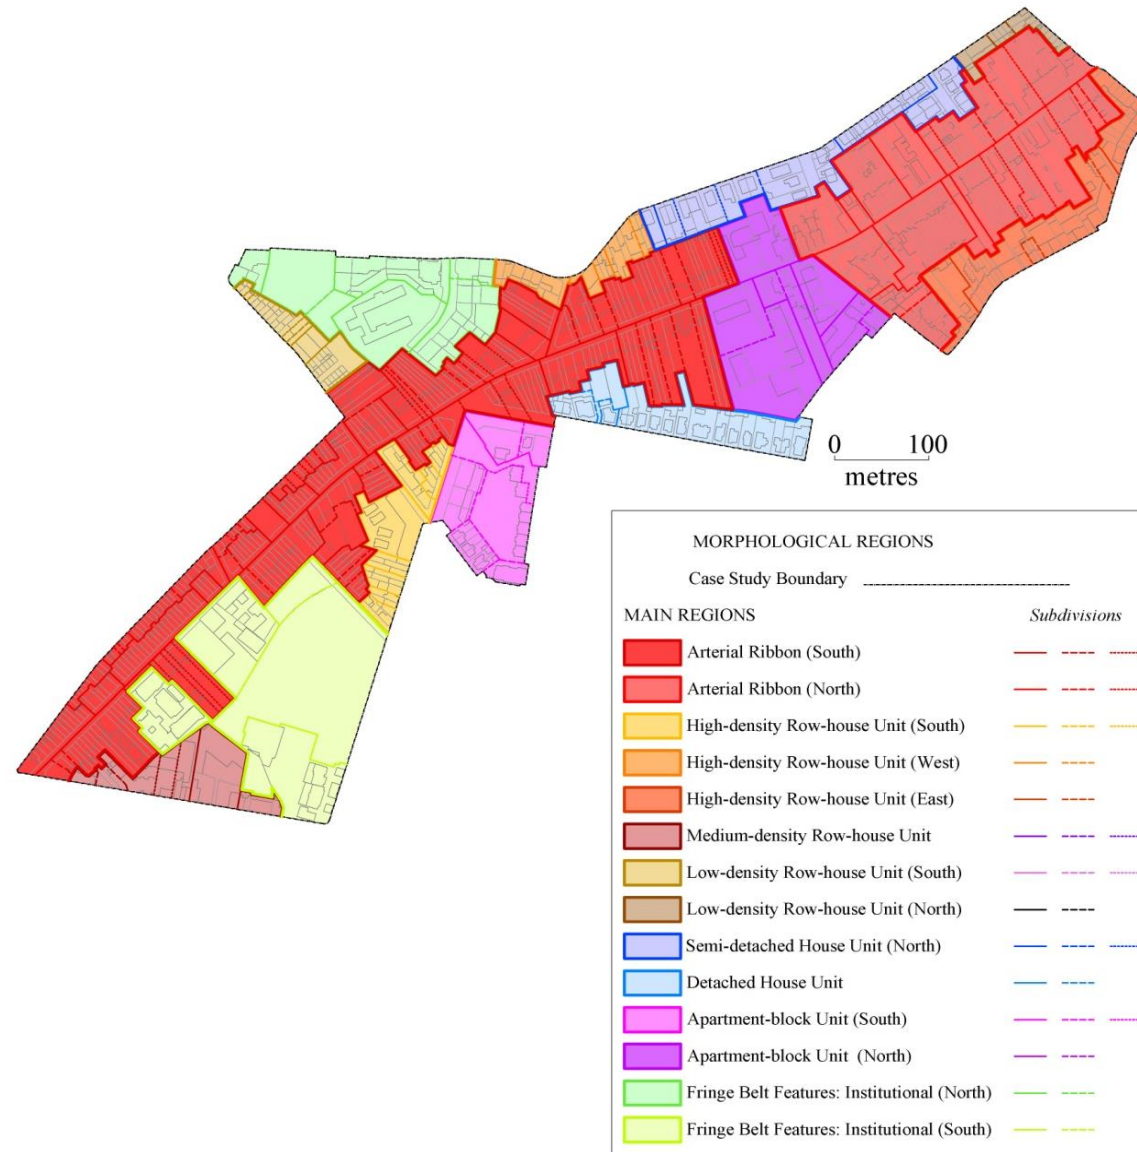 0 100
metres
MORPHOLOGICAL REGIONS
Case Study Boundary
MAIN REGIONS Subdivisions
Arterial Ribbon (South)
Arterial Ribbon (North)
High-density Row-house Unit (South)
High-density Row-house Unit (West)
High-density Row-house Unit (East)
Medium-density Row-house Unit
Low-density Row-house Unit (South)
Low-density Row-house Unit (North)
Semi-detached House Unit (North)
Detached House Unit
Apartment-block Unit (South)
Apartment-block Unit (North)
Fringe Belt Features: Institutional (North)
Fringe Belt Features: Institutional (South)